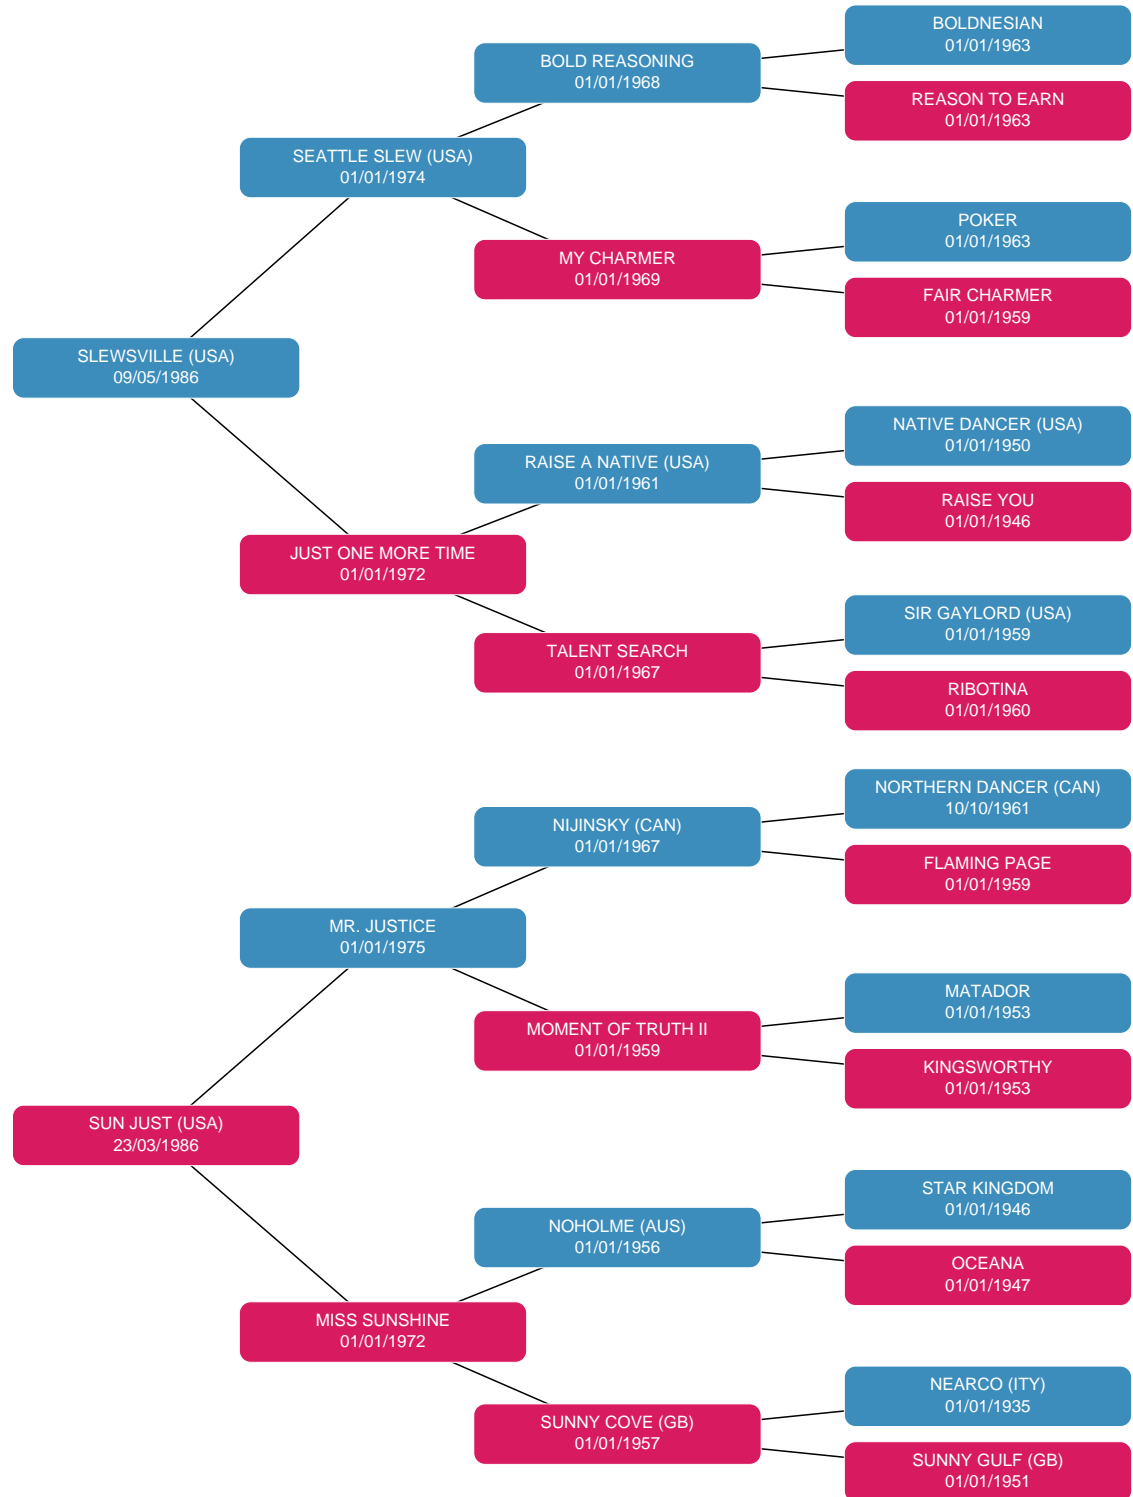 BOLDNESIAN
01/01/1963
BOLD REASONING
01/01/1968
REASON TO EARN
01/01/1963
SEATTLE SLEW (USA)
01/01/1974
POKER
01/01/1963
MY CHARMER
01/01/1969
FAIR CHARMER
01/01/1959
SLEWSVILLE (USA)
09/05/1986
NATIVE DANCER (USA)
01/01/1950
RAISE A NATIVE (USA)
01/01/1961
RAISE YOU
01/01/1946
JUST ONE MORE TIME
01/01/1972
SIR GAYLORD (USA)
01/01/1959
TALENT SEARCH
01/01/1967
RIBOTINA
01/01/1960
NORTHERN DANCER (CAN)
10/10/1961
NIJINSKY (CAN)
01/01/1967
FLAMING PAGE
01/01/1959
MR. JUSTICE
01/01/1975
MATADOR
01/01/1953
MOMENT OF TRUTH II
01/01/1959
KINGSWORTHY
01/01/1953
SUN JUST (USA)
23/03/1986
STAR KINGDOM
01/01/1946
NOHOLME (AUS)
01/01/1956
OCEANA
01/01/1947
MISS SUNSHINE
01/01/1972
NEARCO (ITY)
01/01/1935
SUNNY COVE (GB)
01/01/1957
SUNNY GULF (GB)
01/01/1951